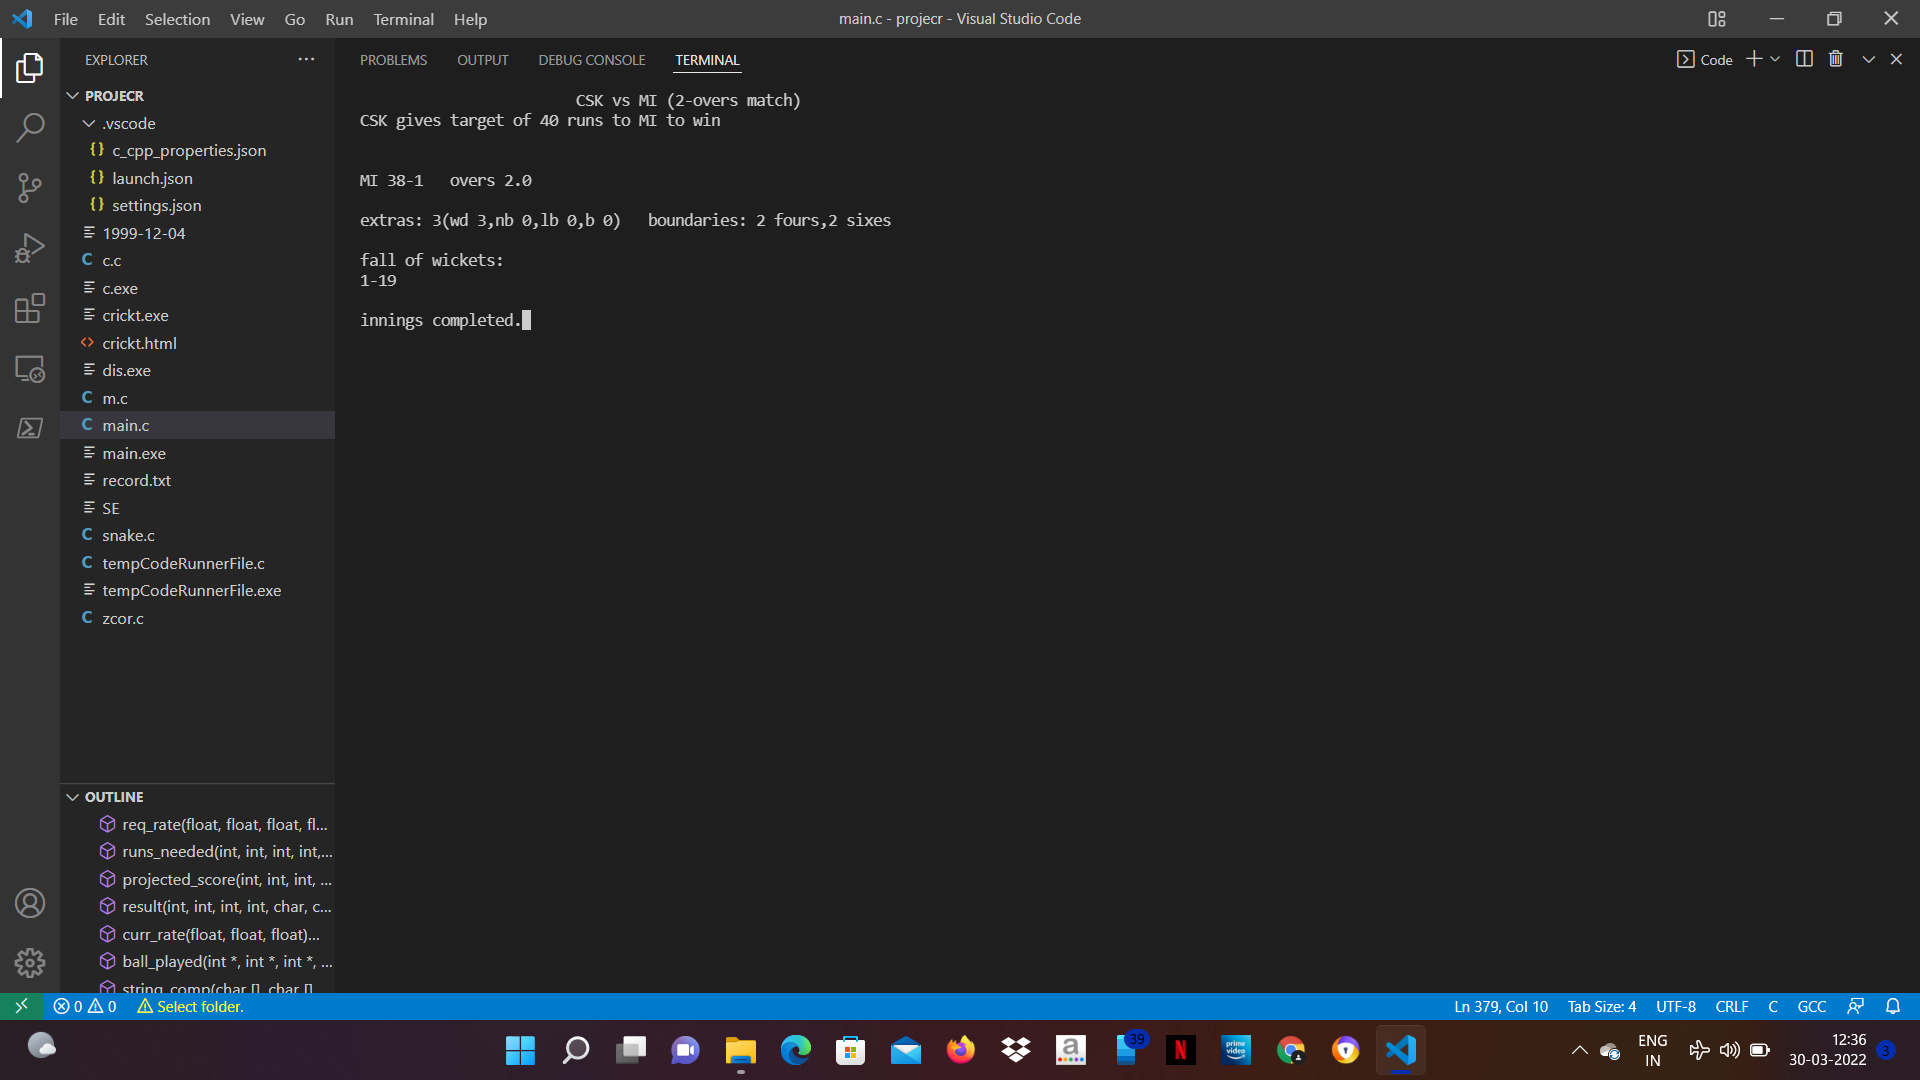 File Edit Selection View Go Run Terminal Help
main.c - projecr - Visual Studio Code
EXPLORER
PROJECR
.vscode
{} c_cpp_properties.json
{} launch.json
{} settings.json
1999-12-04
C c.c
c.exe
crickt.exe
<> crickt.html
dis.exe
C m.c
C main.c
main.exe
record.txt
SE
C snake.c
C tempCodeRunnerFile.c
tempCodeRunnerFile.exe
C zcor.c
OUTLINE
req_rate(float, float, float, fl...
runs_needed(int, int, int, int,...
projected_score(int, int, int, ...
result(int, int, int, int, char, c...
curr_rate(float, float, float)...
ball_played(int *, int *, int *, ...
string_comp(char [], char []
PROBLEMS OUTPUT DEBUG CONSOLE TERMINAL
Code
CSK vs MI (2-overs match)
CSK gives target of 40 runs to MI to win
MI 38-1 overs 2.0
extras: 3(wd 3,nb 0,lb 0,b 0) boundaries: 2 fours,2 sixes
fall of wickets:
1-19
innings completed.
0 0 Select folder.
Ln 379, Col 10 Tab Size: 4 UTF-8 CRLF C GCC
a
39
N
prime video
ENG
IN
12:36
30-03-2022
3